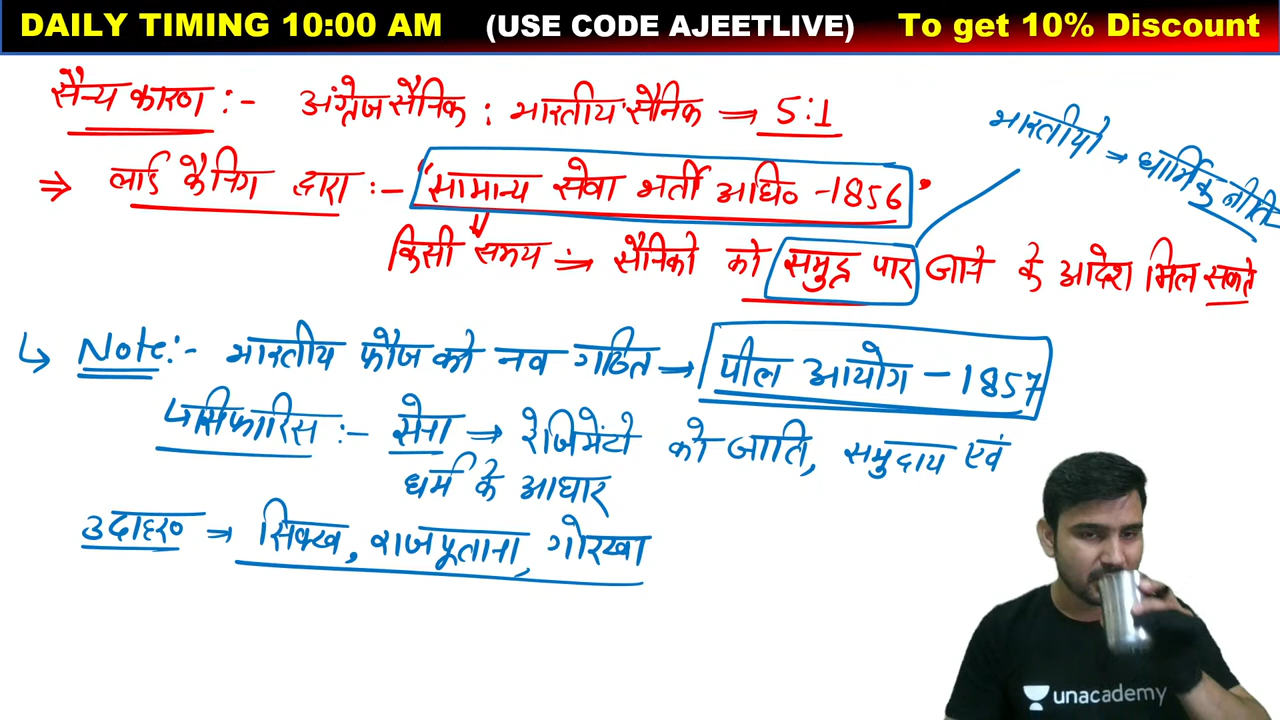 DAILY TIMING 10:00 AM (USE CODE AJEETLIVE) To get 10% Discount
सैन्य कारण :- अंग्रेज सैनिक : भारतीय सैनिक ⇒ 5:1
भारतीयो → धार्मिक नीति
⇒ लार्ड कैनिग द्वारा :- "सामान्य सेवा भर्ती अधि० -1856"
किसी समय ⇒ सैनिको को समुद्र पार जाने के आदेश मिल सकते
↳ Note:- भारतीय फौज को नव गठित → पील आयोग - 1857
सिफारिस :- सेना → रेजिमेंटो को जाति, समुदाय एवं
धर्म के आधार
उदाहर० ⇒ सिक्ख, राजपूताना, गोरखा
unacademy